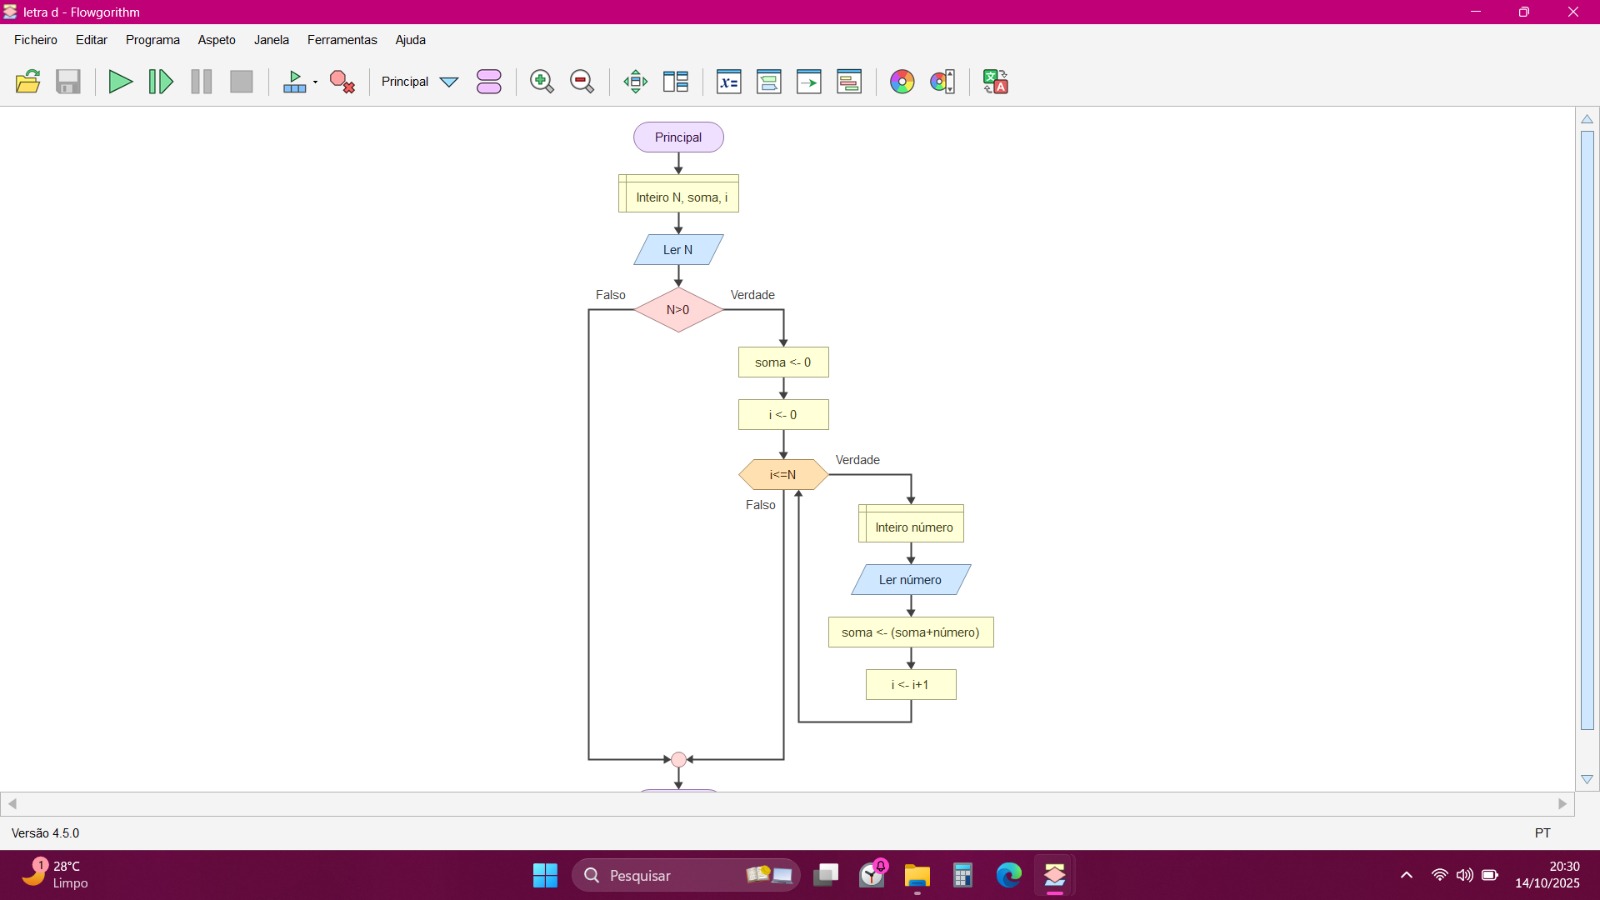 letra d - Flowgorithm
Ficheiro Editar Programa Aspeto Janela Ferramentas Ajuda
Principal
x=
文
A
Principal
Inteiro N, soma, i
Ler N
Falso
Verdade
N>0
soma <- 0
i <- 0
i<=N
Verdade
Falso
Inteiro número
Ler número
soma <- (soma+número)
i <- i+1
Versão 4.5.0
PT
1
28°C
Limpo
Pesquisar
20:30
14/10/2025